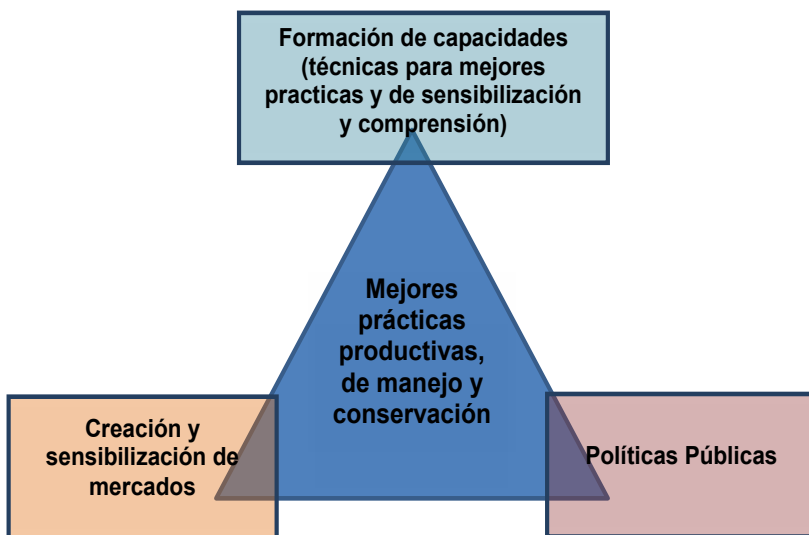 Formación de capacidades
(técnicas para mejores
practicas y de sensibilización
y comprensión)
Mejores
prácticas
productivas,
de manejo y
conservación
Creación y
sensibilización de
mercados
Políticas Públicas